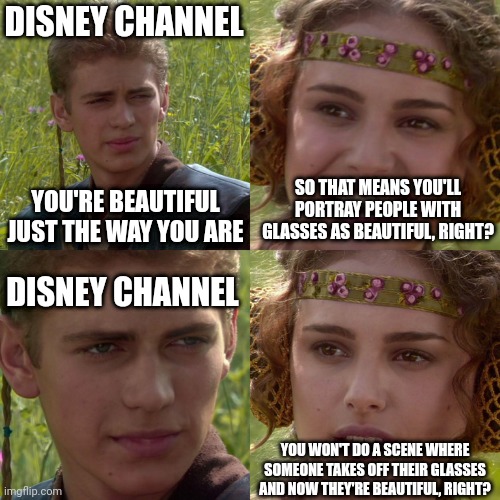 DISNEY CHANNEL
YOU'RE BEAUTIFUL
JUST THE WAY YOU ARE
SO THAT MEANS YOU'LL
PORTRAY PEOPLE WITH
GLASSES AS BEAUTIFUL, RIGHT?
DISNEY CHANNEL
YOU WON'T DO A SCENE WHERE
SOMEONE TAKES OFF THEIR GLASSES
AND NOW THEY'RE BEAUTIFUL, RIGHT?
imgflip.com